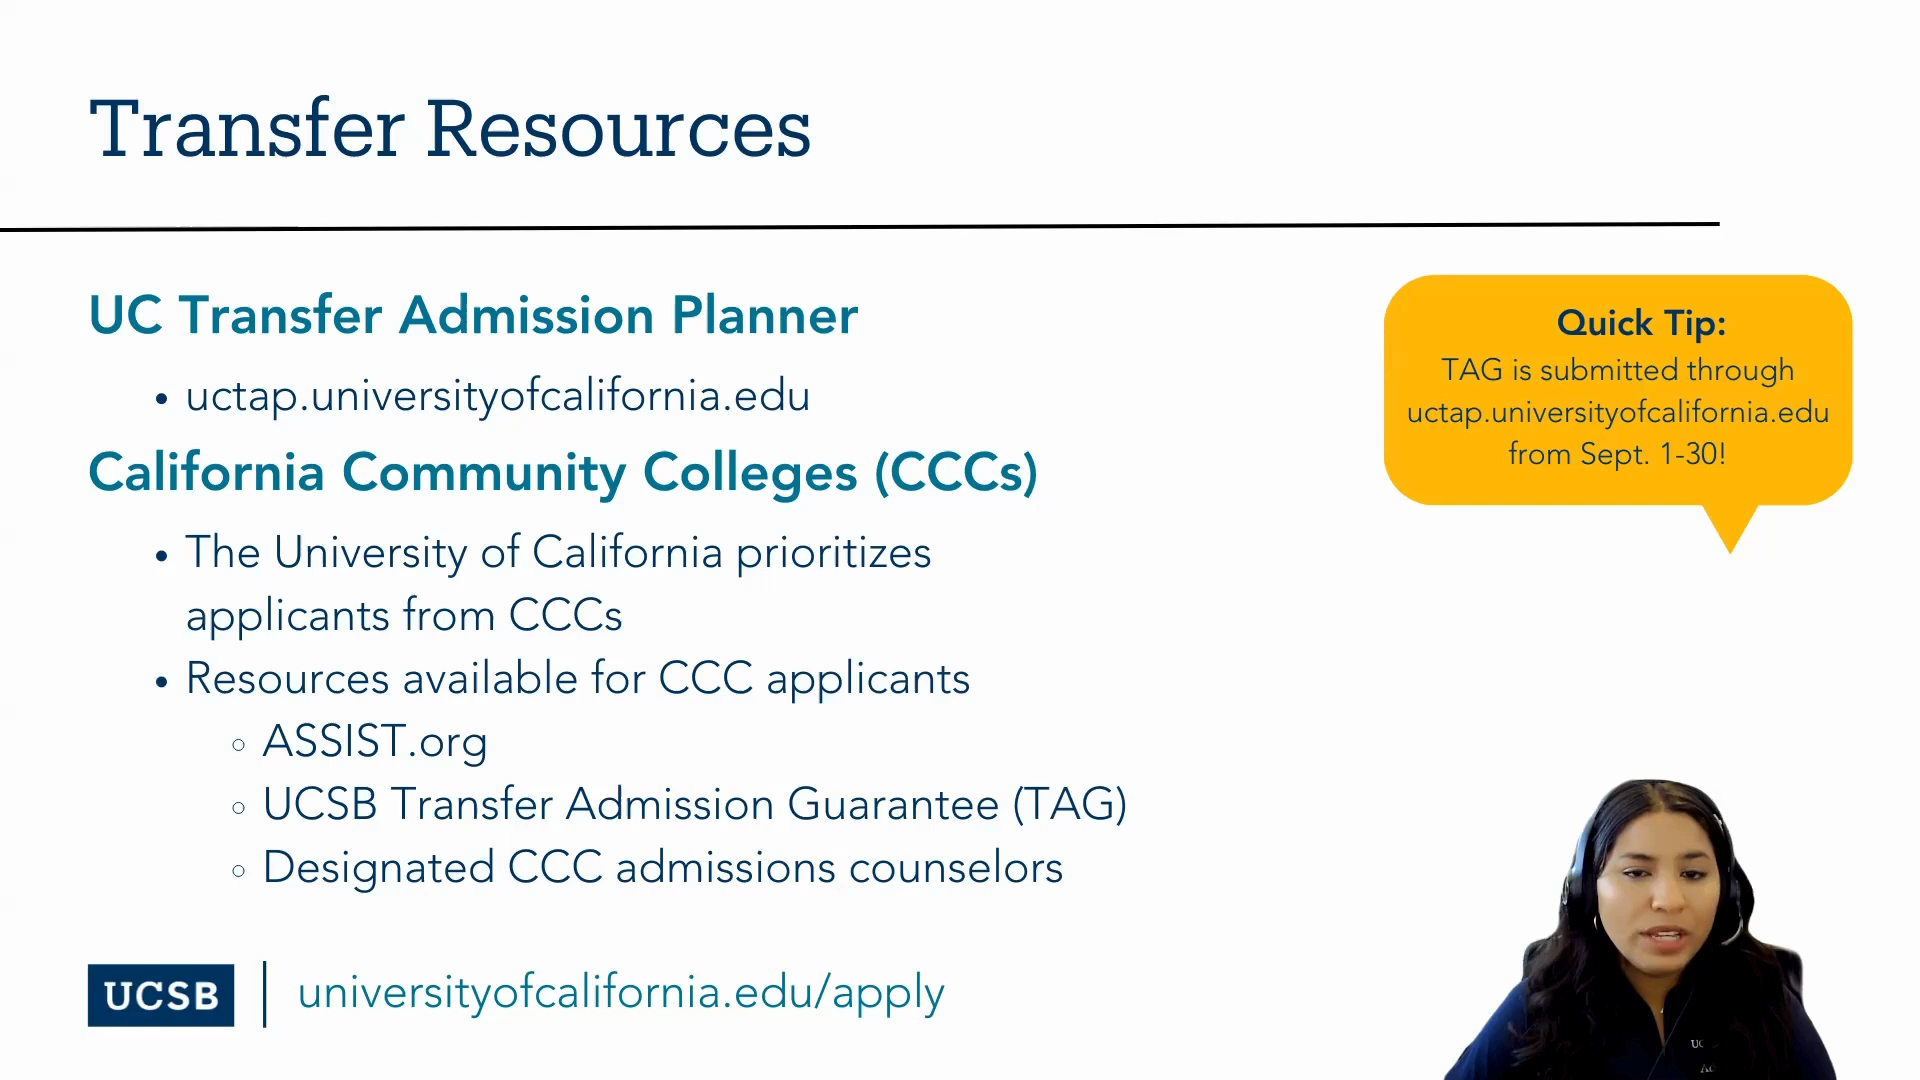 Transfer Resources
UC Transfer Admission Planner
• uctap.universityofcalifornia.edu
California Community Colleges (CCCs)
• The University of California prioritizes
applicants from CCCs
• Resources available for CCC applicants
◦ ASSIST.org
◦ UCSB Transfer Admission Guarantee (TAG)
◦ Designated CCC admissions counselors
Quick Tip:
TAG is submitted through
uctap.universityofcalifornia.edu
from Sept. 1-30!
UCSB
universityofcalifornia.edu/apply